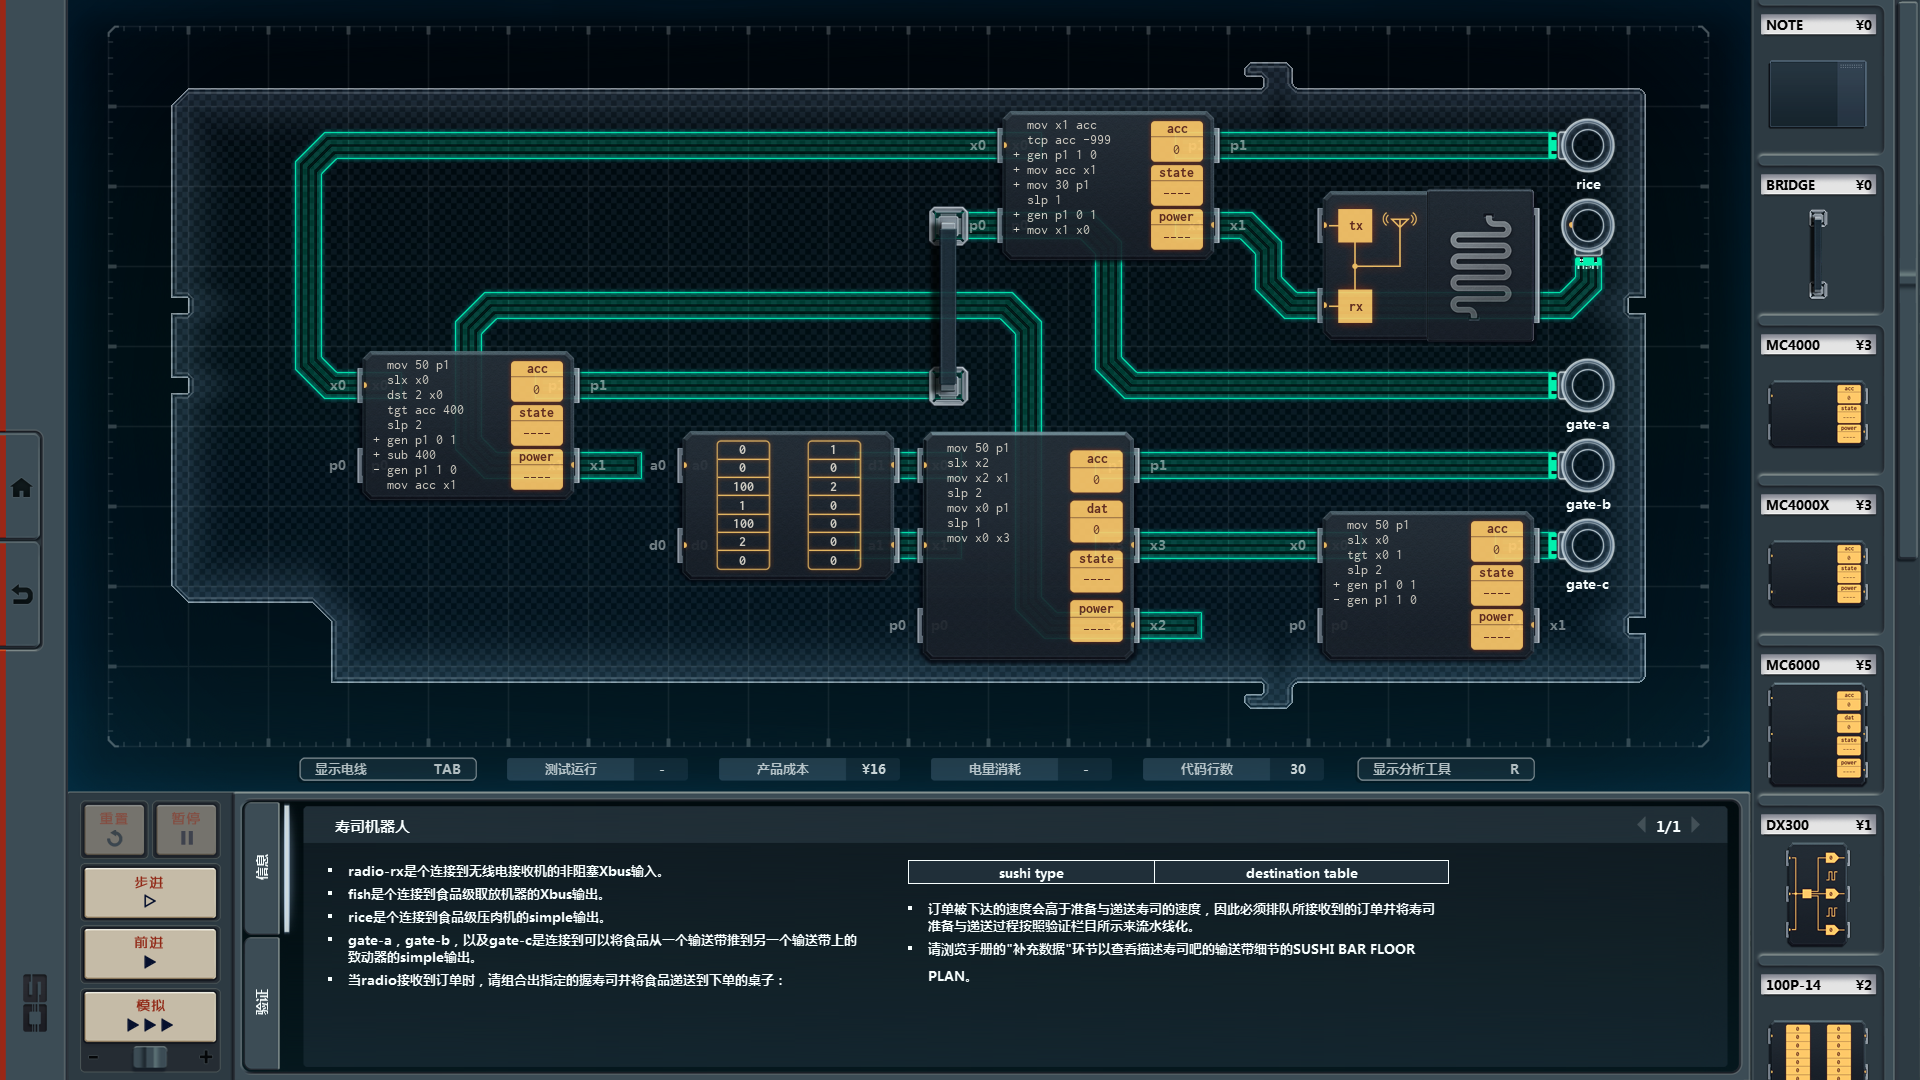 NOTE ¥0
BRIDGE ¥0
MC4000 ¥3
MC4000X ¥3
MC6000 ¥5
DX300 ¥1
100P-14 ¥2
mov x1 acc
tcp acc -999
+ gen p1 1 0
+ mov acc x1
+ mov 30 p1
slp 1
+ gen p1 0 1
+ mov x1 x0
acc
0
state
----
power
----
x0
p0
p1
x1
rice
tx
rx
gate-a
gate-b
gate-c
mov 50 p1
slx x0
dst 2 x0
tgt acc 400
slp 2
+ gen p1 0 1
+ sub 400
- gen p1 1 0
mov acc x1
acc
0
state
----
power
----
x0
p0
p1
x1
a0
d0
0 1
0 0
100 2
1 0
100 0
2 0
0 0
mov 50 p1
slx x2
mov x2 x1
slp 2
mov x0 p1
slp 1
mov x0 x3
acc
0
dat
0
state
----
power
----
p0
p1
x3
x2
mov 50 p1
slx x0
tgt x0 1
slp 2
+ gen p1 0 1
- gen p1 1 0
acc
0
state
----
power
----
x0
p0
x1
显示电线 TAB
测试运行 -
产品成本 ¥16
电量消耗 -
代码行数 30
显示分析工具 R
重置
暂停
步进
前进
模拟
- +
信息
验证
寿司机器人
1/1
▪ radio-rx是个连接到无线电接收机的非阻塞Xbus输入。
▪ fish是个连接到食品级取放机器的Xbus输出。
▪ rice是个连接到食品级压肉机的simple输出。
▪ gate-a，gate-b，以及gate-c是连接到可以将食品从一个输送带推到另一个输送带上的
致动器的simple输出。
▪ 当radio接收到订单时，请组合出指定的握寿司并将食品递送到下单的桌子：
sushi type destination table
▪ 订单被下达的速度会高于准备与递送寿司的速度，因此必须排队所接收到的订单并将寿司
准备与递送过程按照验证栏目所示来流水线化。
▪ 请浏览手册的"补充数据"环节以查看描述寿司吧的输送带细节的SUSHI BAR FLOOR
PLAN。